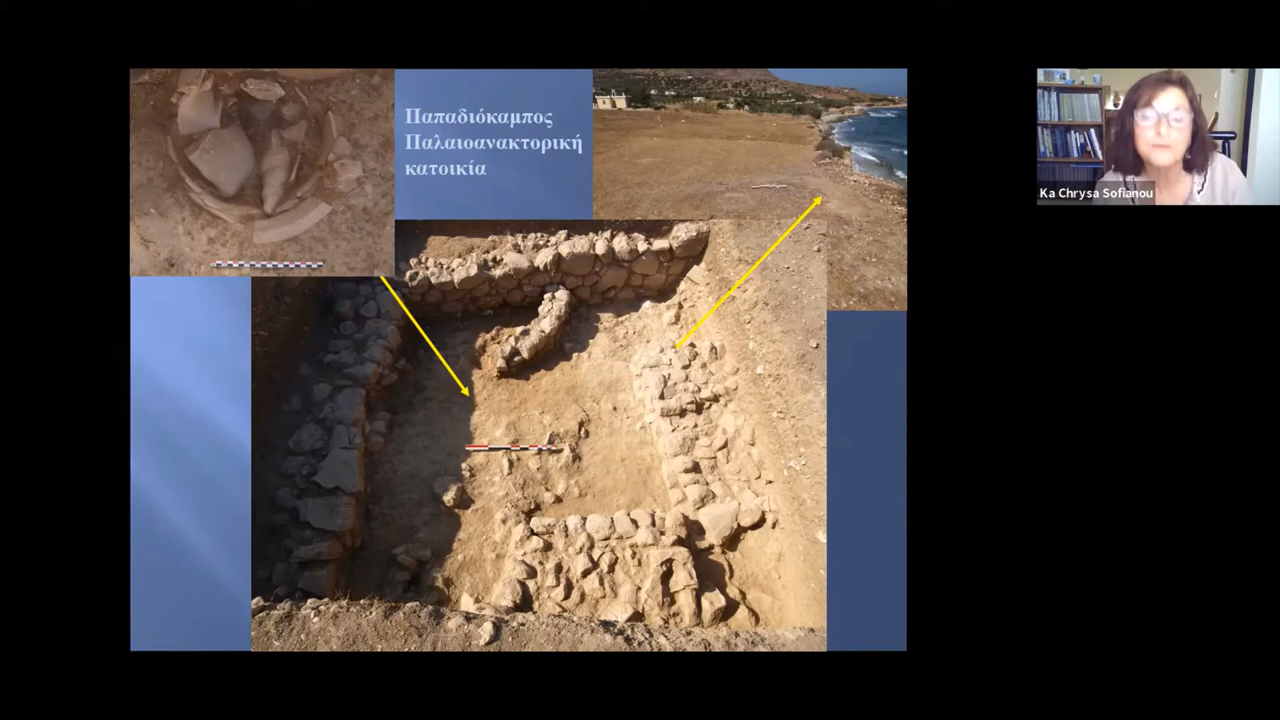 Παπαδιόκαμπος
Παλαιοανακτορική
κατοικία
Ka Chrysa Sofianou